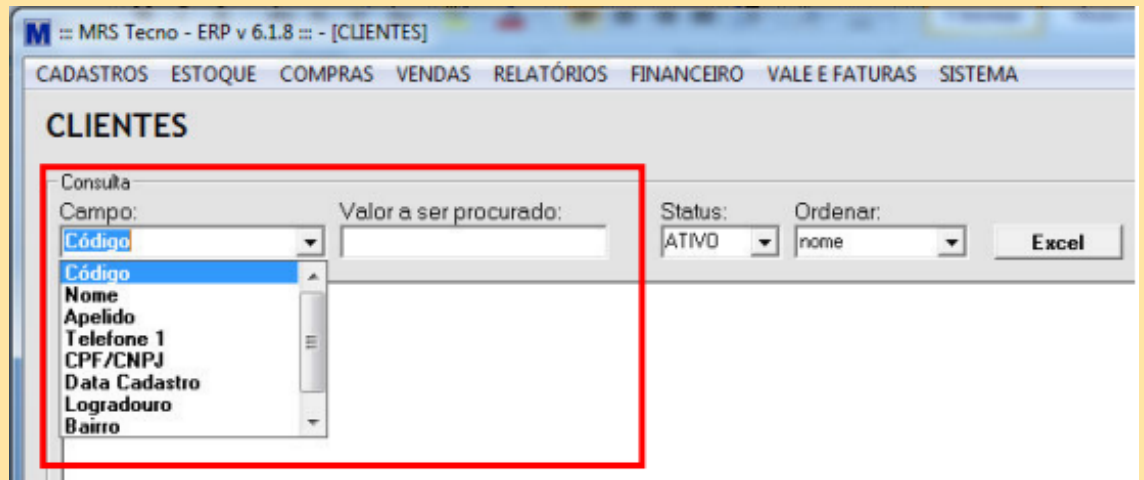 M ::: MRS Tecno - ERP v 6.1.8 ::: - [CLIENTES]
CADASTROS ESTOQUE COMPRAS VENDAS RELATÓRIOS FINANCEIRO VALE E FATURAS SISTEMA
CLIENTES
Consulta
Campo: Valor a ser procurado: Status: Ordenar:
Código ATIVO nome Excel
Código
Nome
Apelido
Telefone 1
CPF/CNPJ
Data Cadastro
Logradouro
Bairro